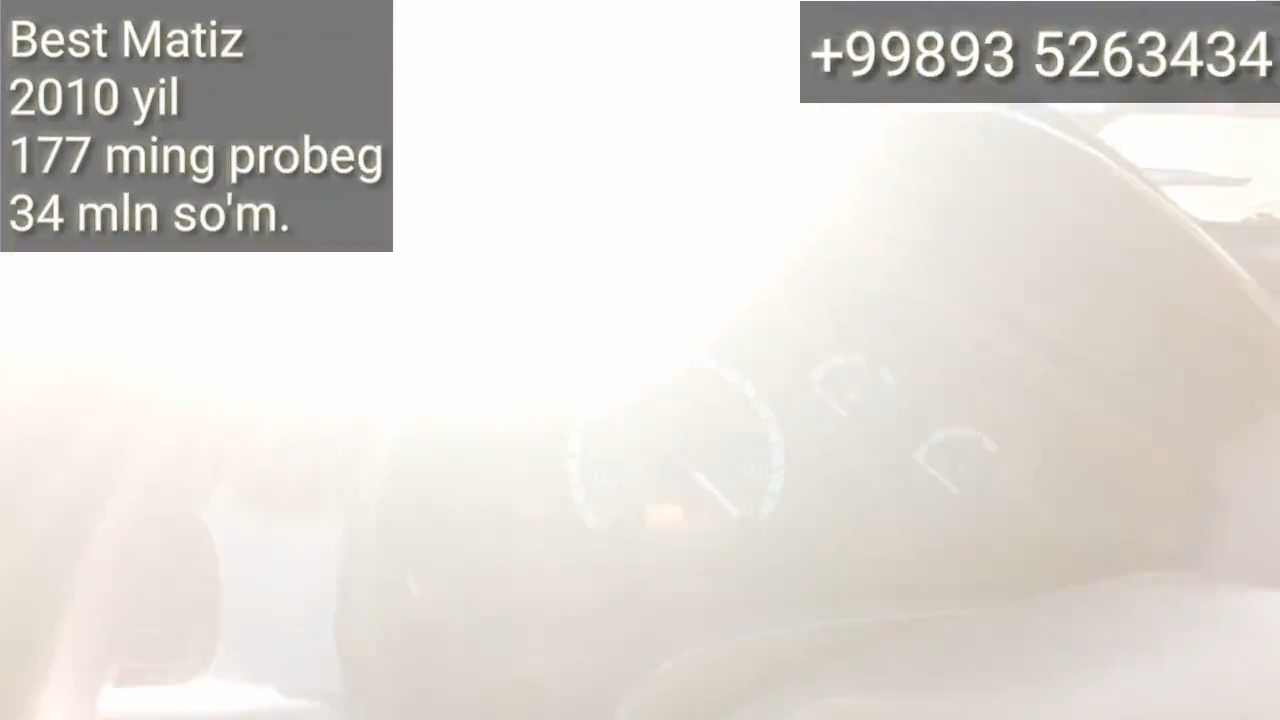 Best Matiz
2010 yil
177 ming probeg
34 mln so'm.
+99893 5263434